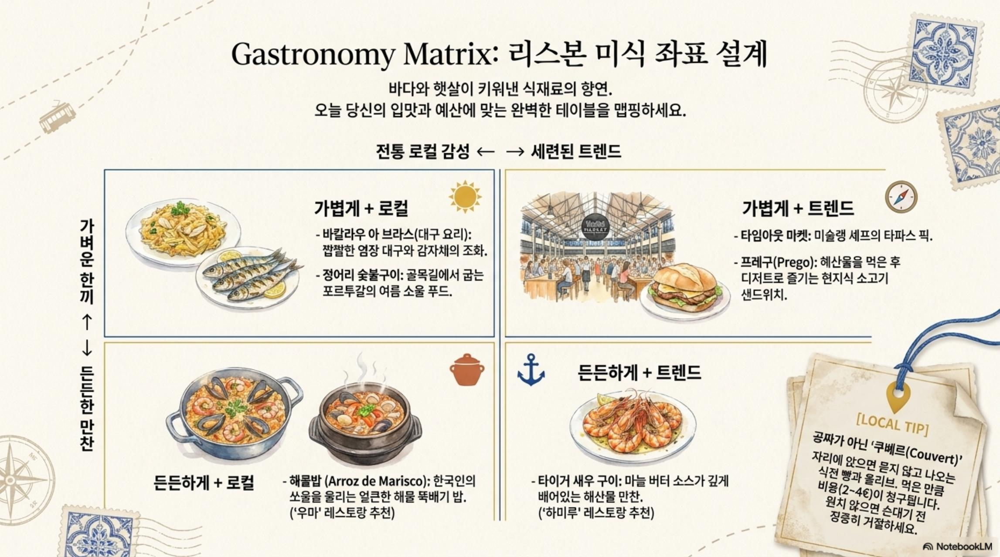 Gastronomy Matrix: 리스본 미식 좌표 설계
바다와 햇살이 키워낸 식재료의 향연.
오늘 당신의 입맛과 예산에 맞는 완벽한 테이블을 맵핑하세요.
전통 로컬 감성 ← → 세련된 트렌드
가벼운 한끼 ↑ ↓ 든든한 만찬
가볍게 + 로컬
- 바칼라우 아 브라스(대구 요리):
짭짤한 염장 대구와 감자채의 조화.
- 정어리 숯불구이: 골목길에서 굽는
포르투갈의 여름 소울 푸드.
가볍게 + 트렌드
- 타임아웃 마켓: 미술랭 셰프의 타파스 픽.
- 프레구(Prego): 해산물을 먹은 후
디저트로 즐기는 현지식 소고기
샌드위치.
든든하게 + 로컬
- 해물밥 (Arroz de Marisco): 한국인의
쏘울을 울리는 얼큰한 해물 뚝배기 밥.
('우마' 레스토랑 추천)
든든하게 + 트렌드
- 타이거 새우 구이: 마늘 버터 소스가 깊게
배어있는 해산물 만찬.
('하미루' 레스토랑 추천)
[LOCAL TIP]
공짜가 아닌 '쿠베르(Couvert)'
자리에 앉으면 묻지 않고 나오는
식전 빵과 올리브. 먹은 만큼
비용(2~4€)이 청구됩니다.
원치 않으면 손대기 전
정중히 거절하세요.
NotebookLM